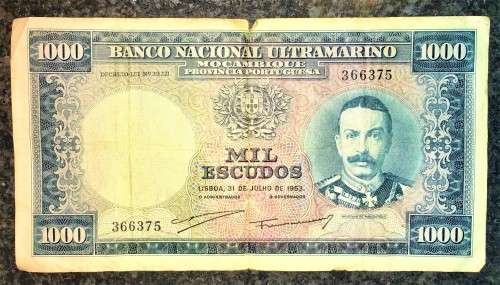 1000 BANCO NACIONAL ULTRAMARINO 1000
MOÇAMBIQUE
PROVÍNCIA PORTUGUESA
366375
MIL
ESCUDOS
LISBOA, 31 DE JULHO DE 1953
O ADMINISTRADOR O GOVERNADOR
366375
1000 1000